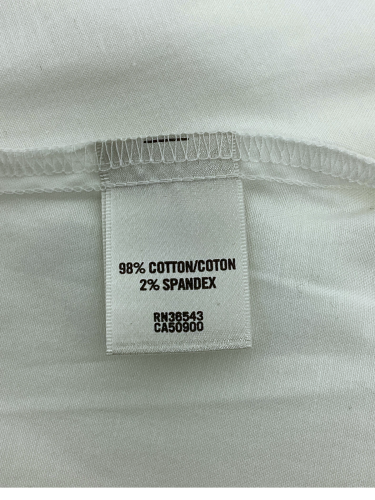 98% COTTON/COTON
2% SPANDEX
RN36543
CA50900